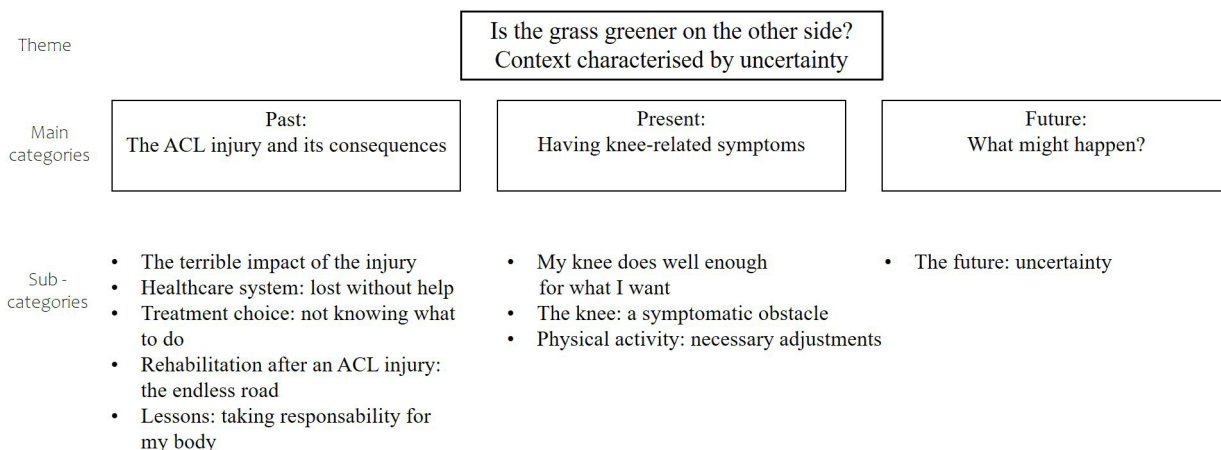 Theme
Is the grass greener on the other side?
Context characterised by uncertainty
Main
categories
Past:
The ACL injury and its consequences
Present:
Having knee-related symptoms
Future:
What might happen?
Sub -
categories
• The terrible impact of the injury
• Healthcare system: lost without help
• Treatment choice: not knowing what
to do
• Rehabilitation after an ACL injury:
the endless road
• Lessons: taking responsability for
my body
• My knee does well enough
for what I want
• The knee: a symptomatic obstacle
• Physical activity: necessary adjustments
• The future: uncertainty